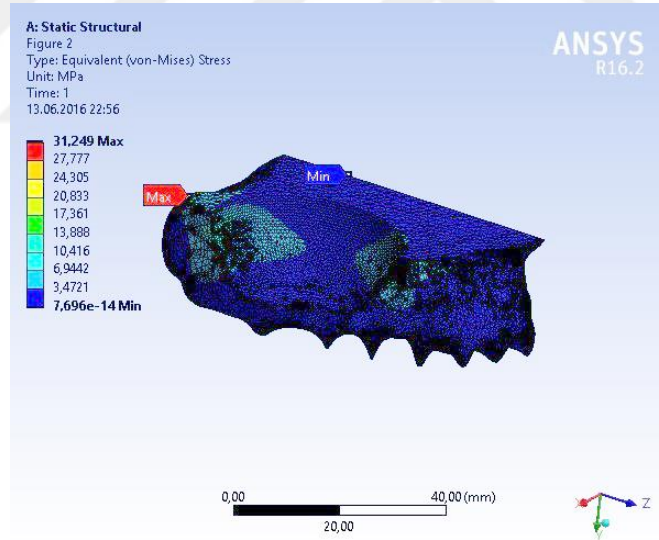 A: Static Structural
Figure 2
Type: Equivalent (von-Mises) Stress
Unit: MPa
Time: 1
13.06.2016 22:56
ANSYS
R16.2
31,249 Max
27,777
24,305
20,833
17,361
13,888
10,416
6,9442
3,4721
7,696e-14 Min
Min
Max
0,00
40,00 (mm)
20,00
X
Z
Y